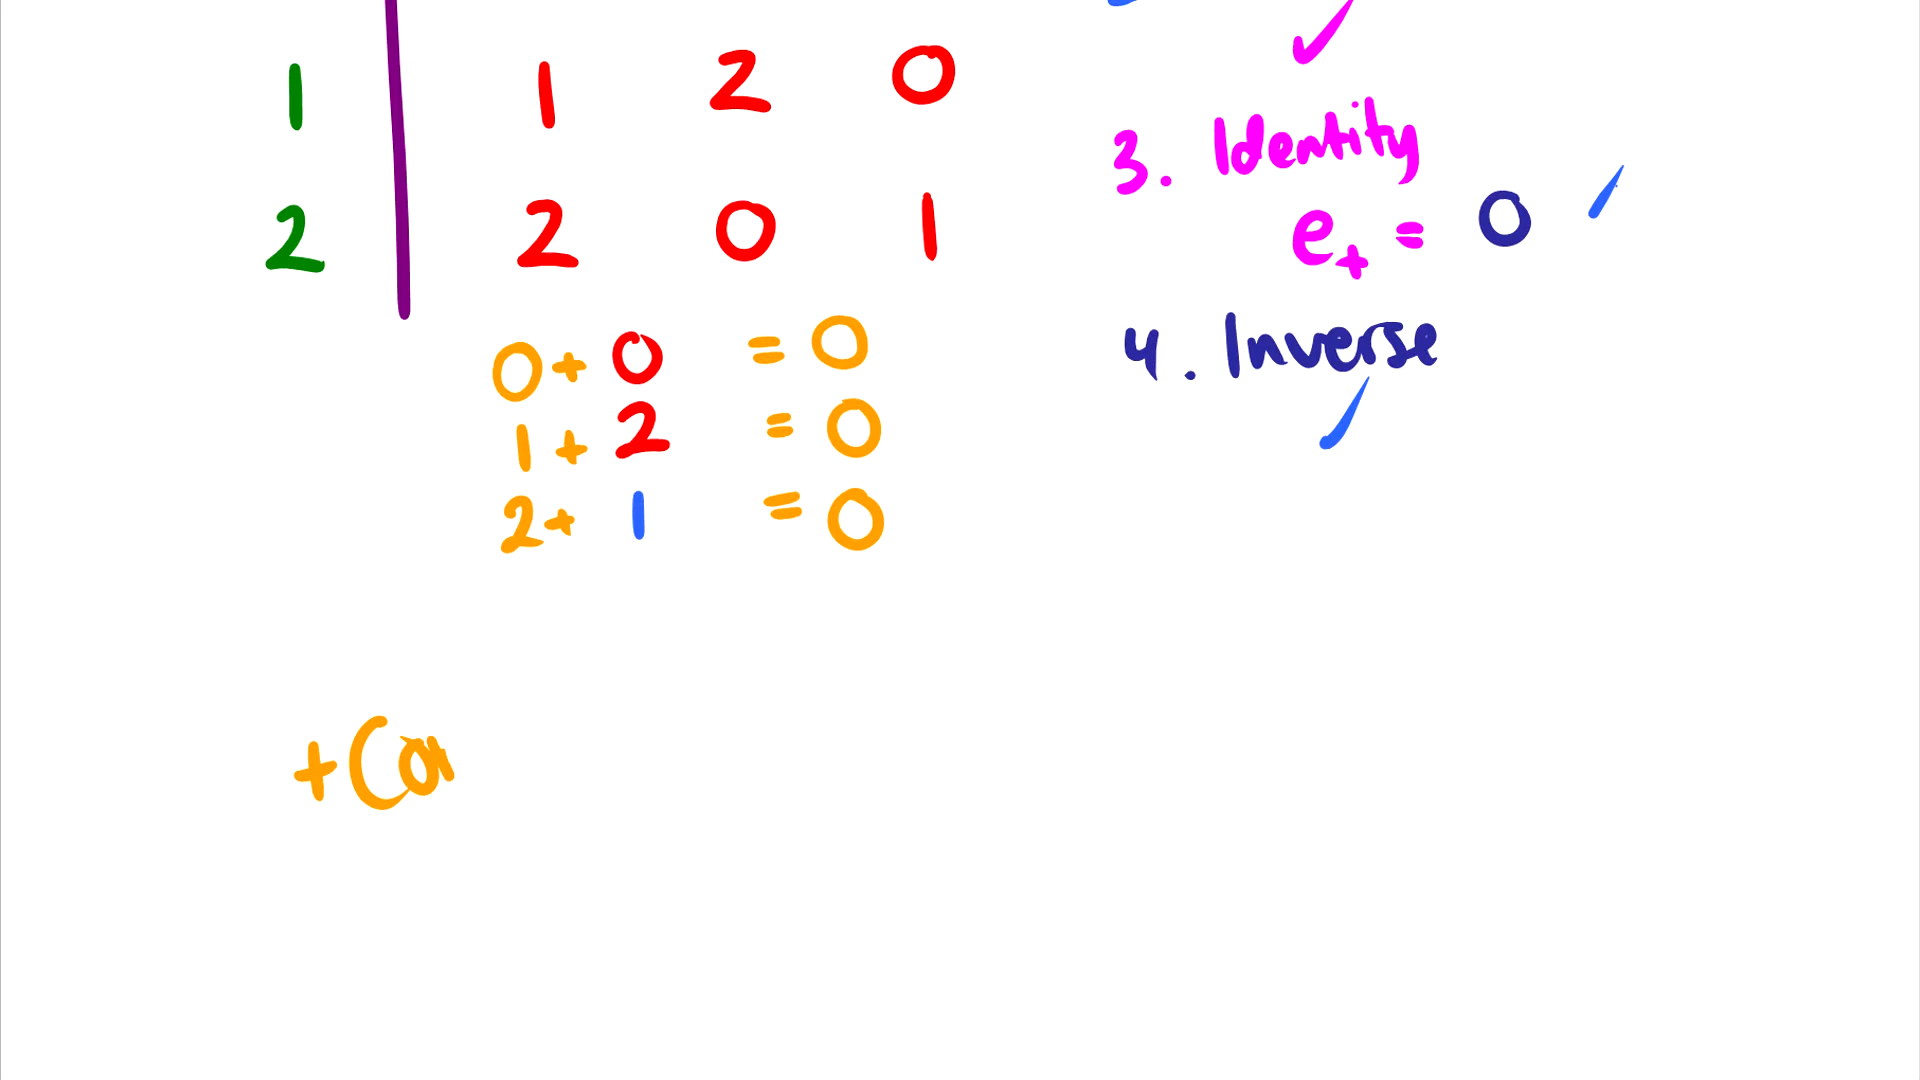 1 1 2 0
2 2 0 1
0 + 0 = 0
1 + 2 = 0
2 + 1 = 0
+ Co
3. Identity
e+ = 0
4. Inverse